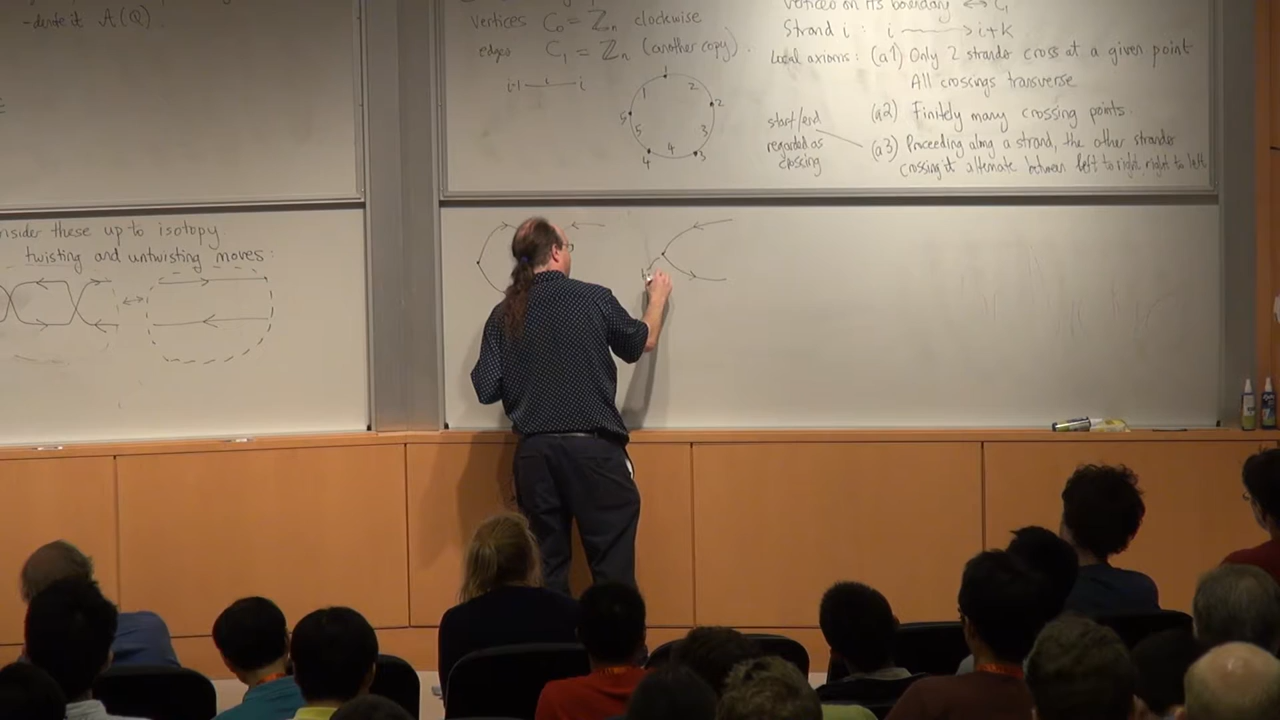 -denote it A(Q).
consider these up to isotopy.
twisting and untwisting moves:
vertices C₀ = ℤₙ clockwise
edges C₁ = ℤₙ (another copy).
i-1 i i
1
1 2
5 2
5 3
4
4 3
vertices on its boundary ↔ C₁
Strand i : i ⟶ i+k
Local axioms: (a1) Only 2 strands cross at a given point
All crossings transverse
(a2) Finitely many crossing points.
start/end
regarded as
crossing
(a3) Proceeding along a strand, the other strands
crossing it alternate between left to right, right to left